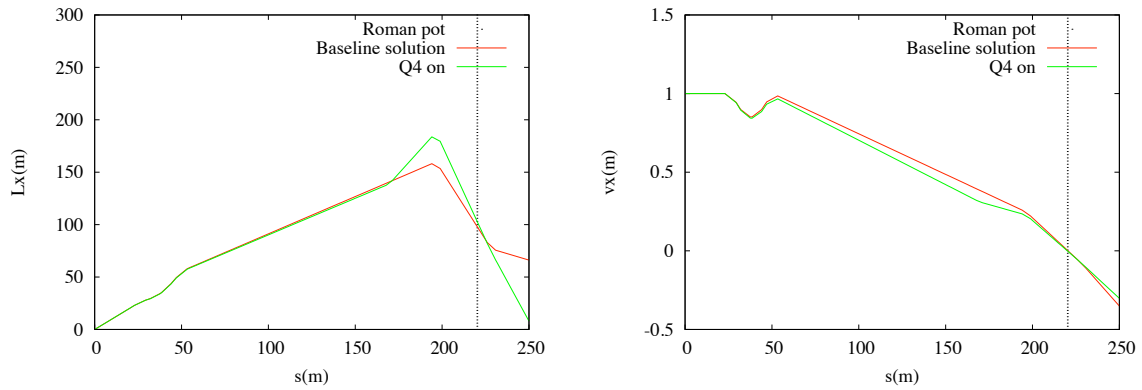 300
250
200
150
100
50
0
Lx(m)
0 50 100 150 200 250
s(m)
Roman pot
Baseline solution
Q4 on
1.5
1
0.5
0
-0.5
vx(m)
0 50 100 150 200 250
s(m)
Roman pot
Baseline solution
Q4 on